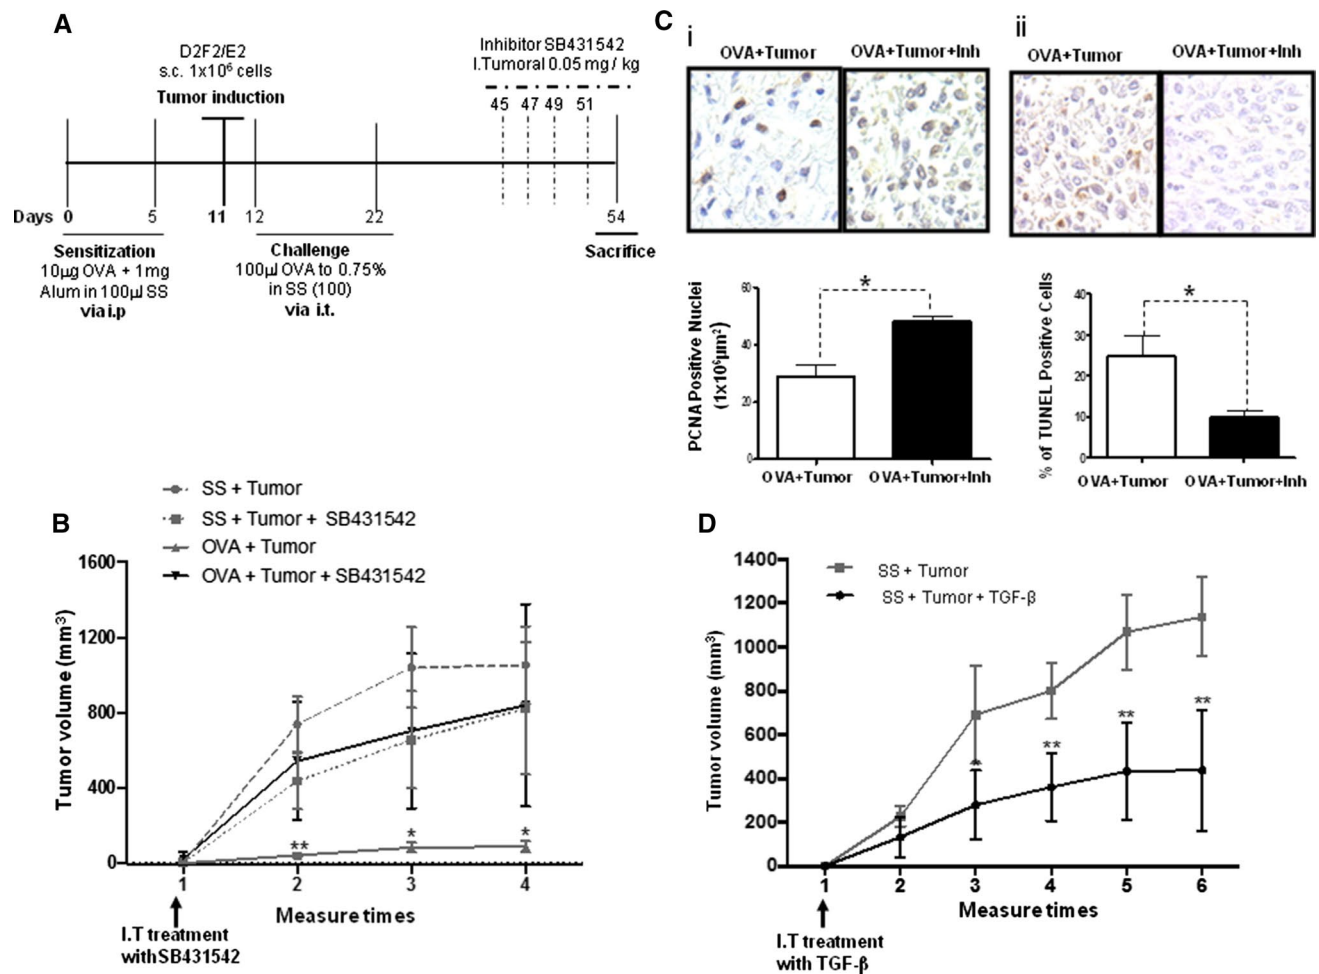 A
D2F2/E2
s.c. 1x10⁶ cells
Tumor induction
Inhibitor SB431542
I.Tumoral 0.05 mg / kg
45 47 49 51
Days 0 5 11 12 22 54
Sensitization
10µg OVA + 1mg
Alum in 100µl SS
via i.p
Challenge
100µl OVA to 0.75%
in SS (100)
via i.t.
Sacrifice
C
i
OVA+Tumor OVA+Tumor+Inh
ii
OVA+Tumor OVA+Tumor+Inh
PCNA Positive Nuclei
(1x10⁶µm²)
60
40
20
0
*
OVA+Tumor OVA+Tumor+Inh
% of TUNEL Positive Cells
40
30
20
10
0
*
OVA+Tumor OVA+Tumor+Inh
B
SS + Tumor
SS + Tumor + SB431542
OVA + Tumor
OVA + Tumor + SB431542
Tumor volume (mm³)
1600
1200
800
400
0
** * *
1 2 3 4
Measure times
I.T treatment
with SB431542
D
SS + Tumor
SS + Tumor + TGF-β
Tumor volume (mm³)
1400
1200
1000
800
600
400
200
0
* ** ** **
1 2 3 4 5 6
Measure times
I.T treatment
with TGF-β